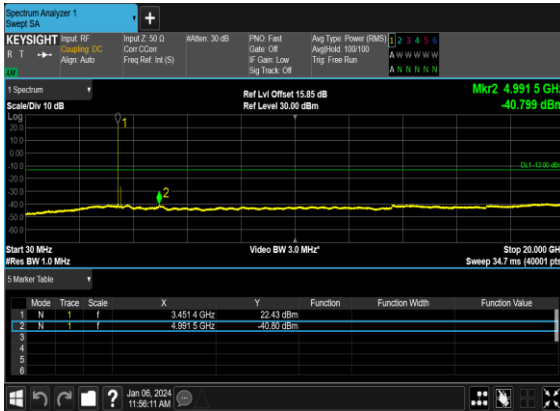 Spectrum Analyzer 1
Swept SA
KEYSIGHT Input: RF Input Z: 50 Ω #Atten: 30 dB PNO: Fast Avg Type: Power (RMS) 1 2 3 4 5 6
R T Coupling: DC Corr CCorr Gate: Off Avg|Hold: 100/100 A W W W W W
Align: Auto Freq Ref: Int (S) IF Gain: Low Trig: Free Run
Sig Track: Off A N N N N N
1 Spectrum
Scale/Div 10 dB
Ref Lvl Offset 15.85 dB
Ref Level 30.00 dBm
Mkr2 4.991 5 GHz
-40.799 dBm
Log
1
20.0
10.0
0.00
-10.0
DL1 -13.00 dBm
-20.0
-30.0
2
-40.0
-50.0
-60.0
Start 30 MHz Video BW 3.0 MHz* Stop 20.000 GH
#Res BW 1.0 MHz Sweep 34.7 ms (40001 pts
5 Marker Table
Mode Trace Scale X Y Function Function Width Function Value
1 N 1 f 3.451 4 GHz 22.43 dBm
2 N 1 f 4.991 5 GHz -40.80 dBm
3
4
5
6
Jan 06, 2024
11:56:11 AM